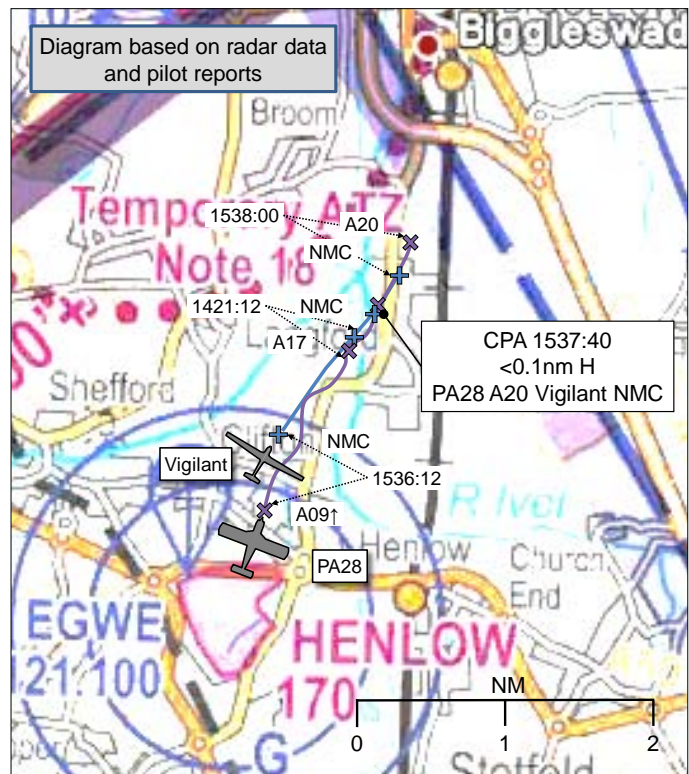 Diagram based on radar data
and pilot reports
Biggleswad
Broom
Temporary ATZ
Note 18
1538:00
A20
NMC
1421:12
NMC
A17
CPA 1537:40
<0.1nm H
PA28 A20 Vigilant NMC
Shefford
NMC
Vigilant
1536:12
R Ivel
A09↑
Henlow
Church
End
PA28
EGWE
121.100
HENLOW
170
NM
0
1
2
G
Stotfold